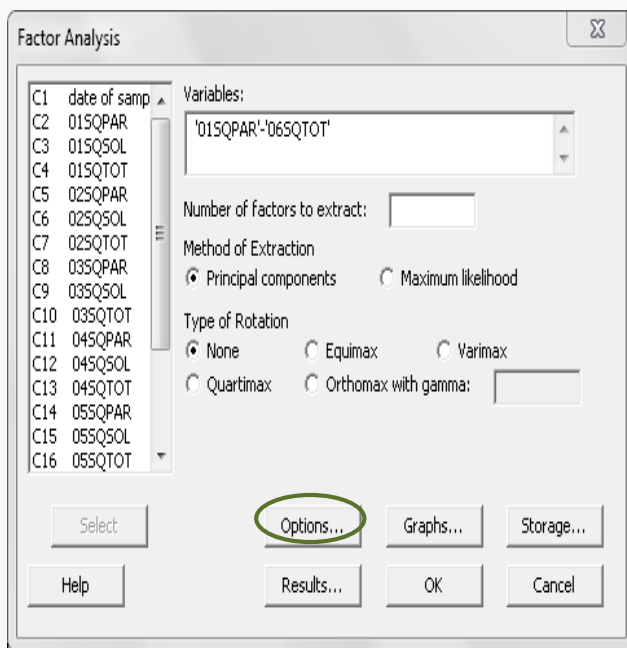 Factor Analysis
C1 date of samp
C2 01SQPAR
C3 01SQSOL
C4 01SQTOT
C5 02SQPAR
C6 02SQSOL
C7 02SQTOT
C8 03SQPAR
C9 03SQSOL
C10 03SQTOT
C11 04SQPAR
C12 04SQSOL
C13 04SQTOT
C14 05SQPAR
C15 05SQSOL
C16 05SQTOT
Variables:
'01SQPAR'-'06SQTOT'
Number of factors to extract:
Method of Extraction
Principal components Maximum likelihood
Type of Rotation
None Equimax Varimax
Quartimax Orthomax with gamma:
Select Options... Graphs... Storage...
Help Results... OK Cancel